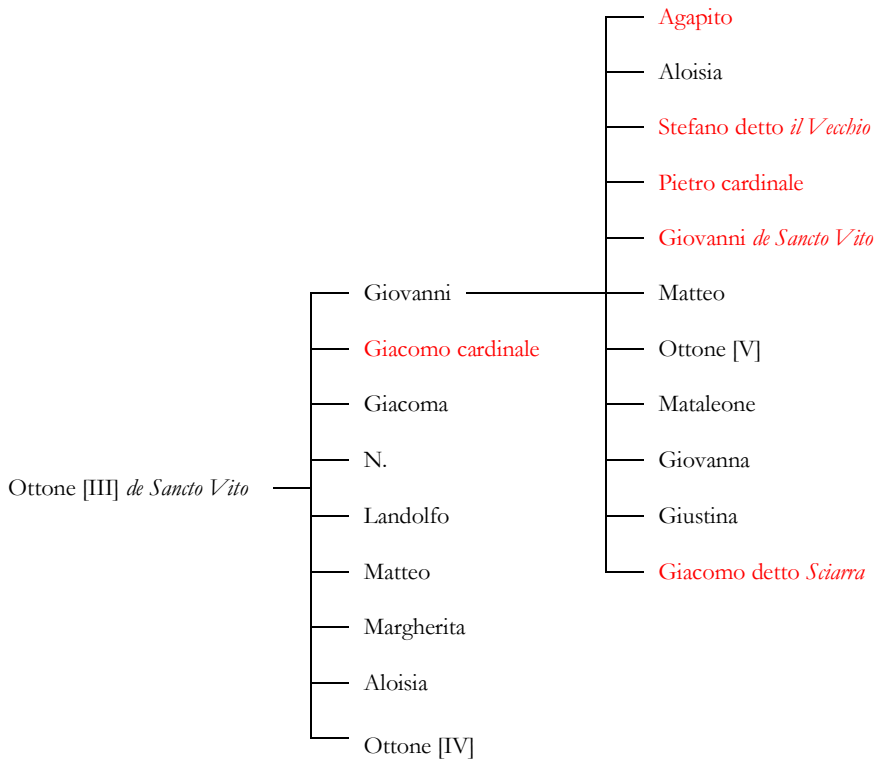 Agapito
Aloisia
Stefano detto il Vecchio
Pietro cardinale
Giovanni de Sancto Vito
Giovanni
Matteo
Giacomo cardinale
Ottone [V]
Giacoma
Mataleone
N.
Giovanna
Ottone [III] de Sancto Vito
Landolfo
Giustina
Matteo
Giacomo detto Sciarra
Margherita
Aloisia
Ottone [IV]